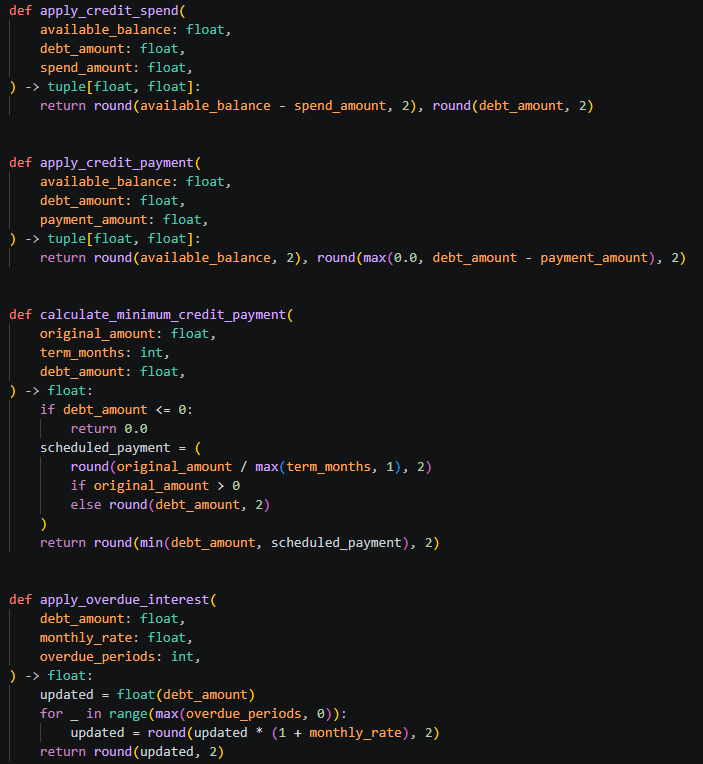 def apply_credit_spend(
    available_balance: float,
    debt_amount: float,
    spend_amount: float,
) -> tuple[float, float]:
    return round(available_balance - spend_amount, 2), round(debt_amount, 2)
def apply_credit_payment(
    available_balance: float,
    debt_amount: float,
    payment_amount: float,
) -> tuple[float, float]:
    return round(available_balance, 2), round(max(0.0, debt_amount - payment_amount), 2)
def calculate_minimum_credit_payment(
    original_amount: float,
    term_months: int,
    debt_amount: float,
) -> float:
    if debt_amount <= 0:
        return 0.0
    scheduled_payment = (
        round(original_amount / max(term_months, 1), 2)
        if original_amount > 0
        else round(debt_amount, 2)
    )
    return round(min(debt_amount, scheduled_payment), 2)
def apply_overdue_interest(
    debt_amount: float,
    monthly_rate: float,
    overdue_periods: int,
) -> float:
    updated = float(debt_amount)
    for _ in range(max(overdue_periods, 0)):
        updated = round(updated * (1 + monthly_rate), 2)
    return round(updated, 2)